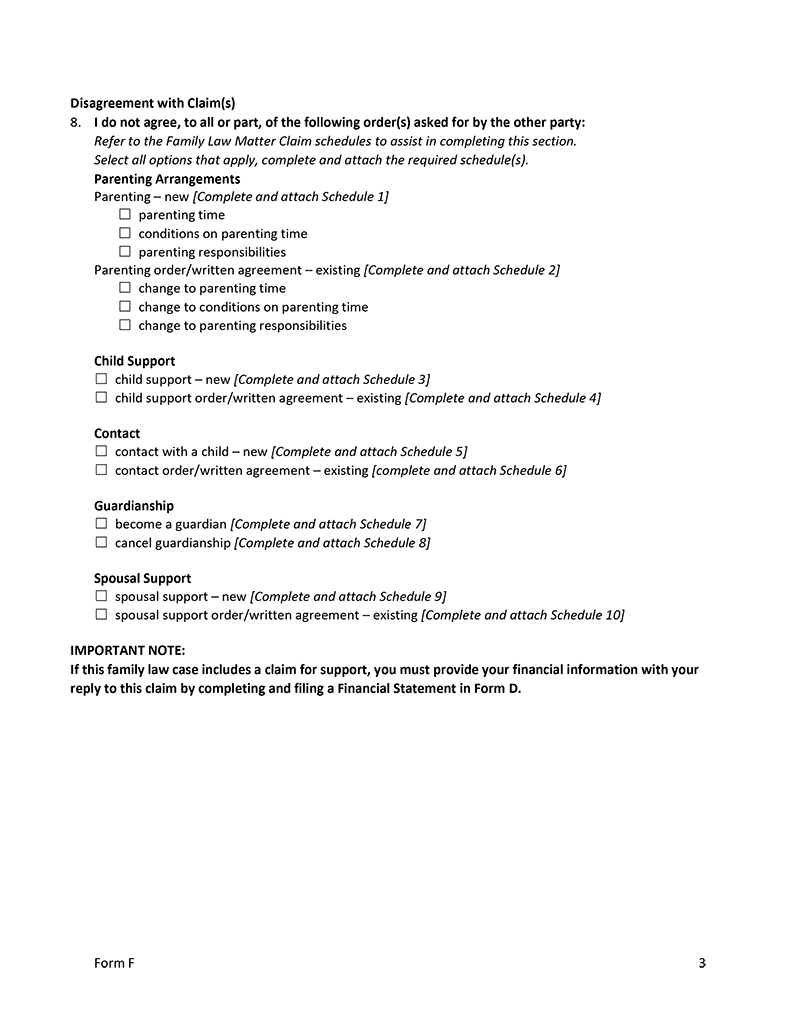 Disagreement with Claim(s)
8. I do not agree, to all or part, of the following order(s) asked for by the other party:
Refer to the Family Law Matter Claim schedules to assist in completing this section.
Select all options that apply, complete and attach the required schedule(s).
Parenting Arrangements
Parenting – new [Complete and attach Schedule 1]
☐ parenting time
☐ conditions on parenting time
☐ parenting responsibilities
Parenting order/written agreement – existing [Complete and attach Schedule 2]
☐ change to parenting time
☐ change to conditions on parenting time
☐ change to parenting responsibilities
Child Support
☐ child support – new [Complete and attach Schedule 3]
☐ child support order/written agreement – existing [Complete and attach Schedule 4]
Contact
☐ contact with a child – new [Complete and attach Schedule 5]
☐ contact order/written agreement – existing [complete and attach Schedule 6]
Guardianship
☐ become a guardian [Complete and attach Schedule 7]
☐ cancel guardianship [Complete and attach Schedule 8]
Spousal Support
☐ spousal support – new [Complete and attach Schedule 9]
☐ spousal support order/written agreement – existing [Complete and attach Schedule 10]
IMPORTANT NOTE:
If this family law case includes a claim for support, you must provide your financial information with your
reply to this claim by completing and filing a Financial Statement in Form D.
Form F 3